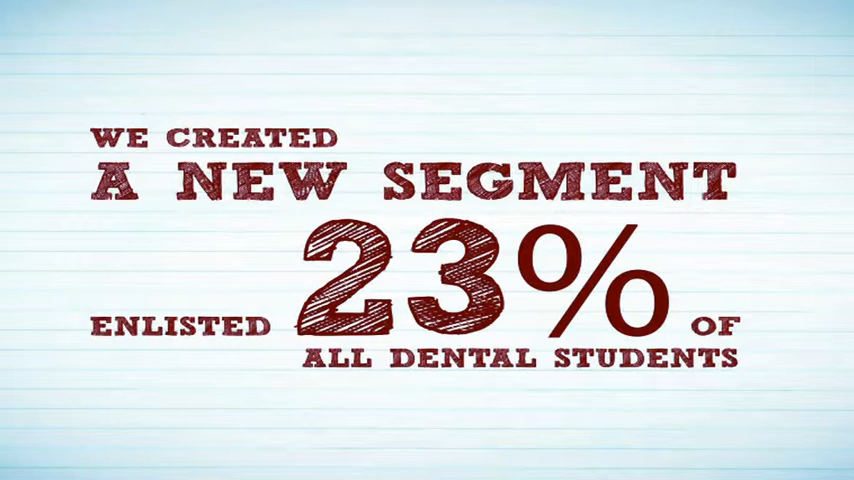 WE CREATED
A NEW SEGMENT
ENLISTED 23% OF
ALL DENTAL STUDENTS